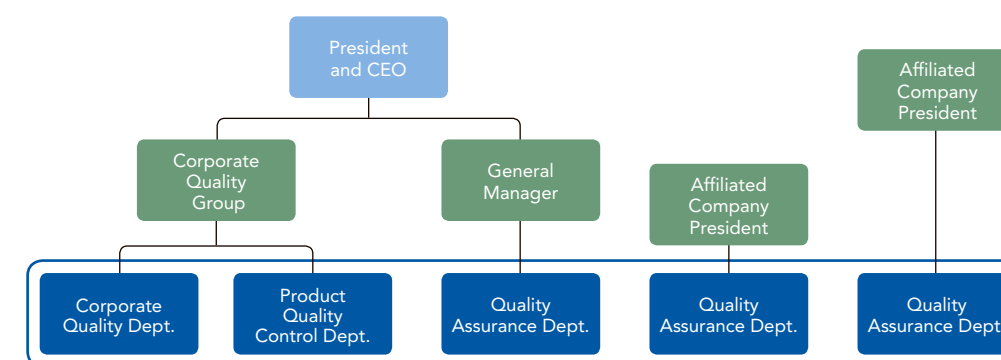 President
and CEO
Affiliated
Company
President
Corporate
Quality
Group
General
Manager
Affiliated
Company
President
Corporate
Quality Dept.
Product
Quality
Control Dept.
Quality
Assurance Dept.
Quality
Assurance Dept.
Quality
Assurance Dept.